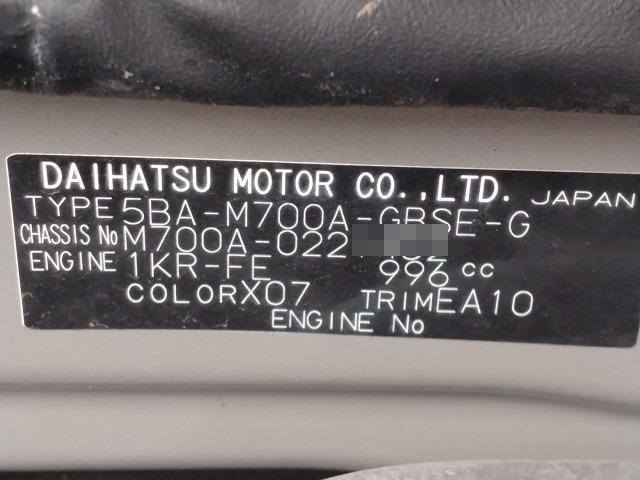 DAIHATSU MOTOR CO.,LTD. JAPAN
TYPE 5BA-M700A-GBSE-G
CHASSIS No M700A-022
ENGINE 1KR-FE 996 cc
COLOR X07 TRIM EA10
ENGINE No